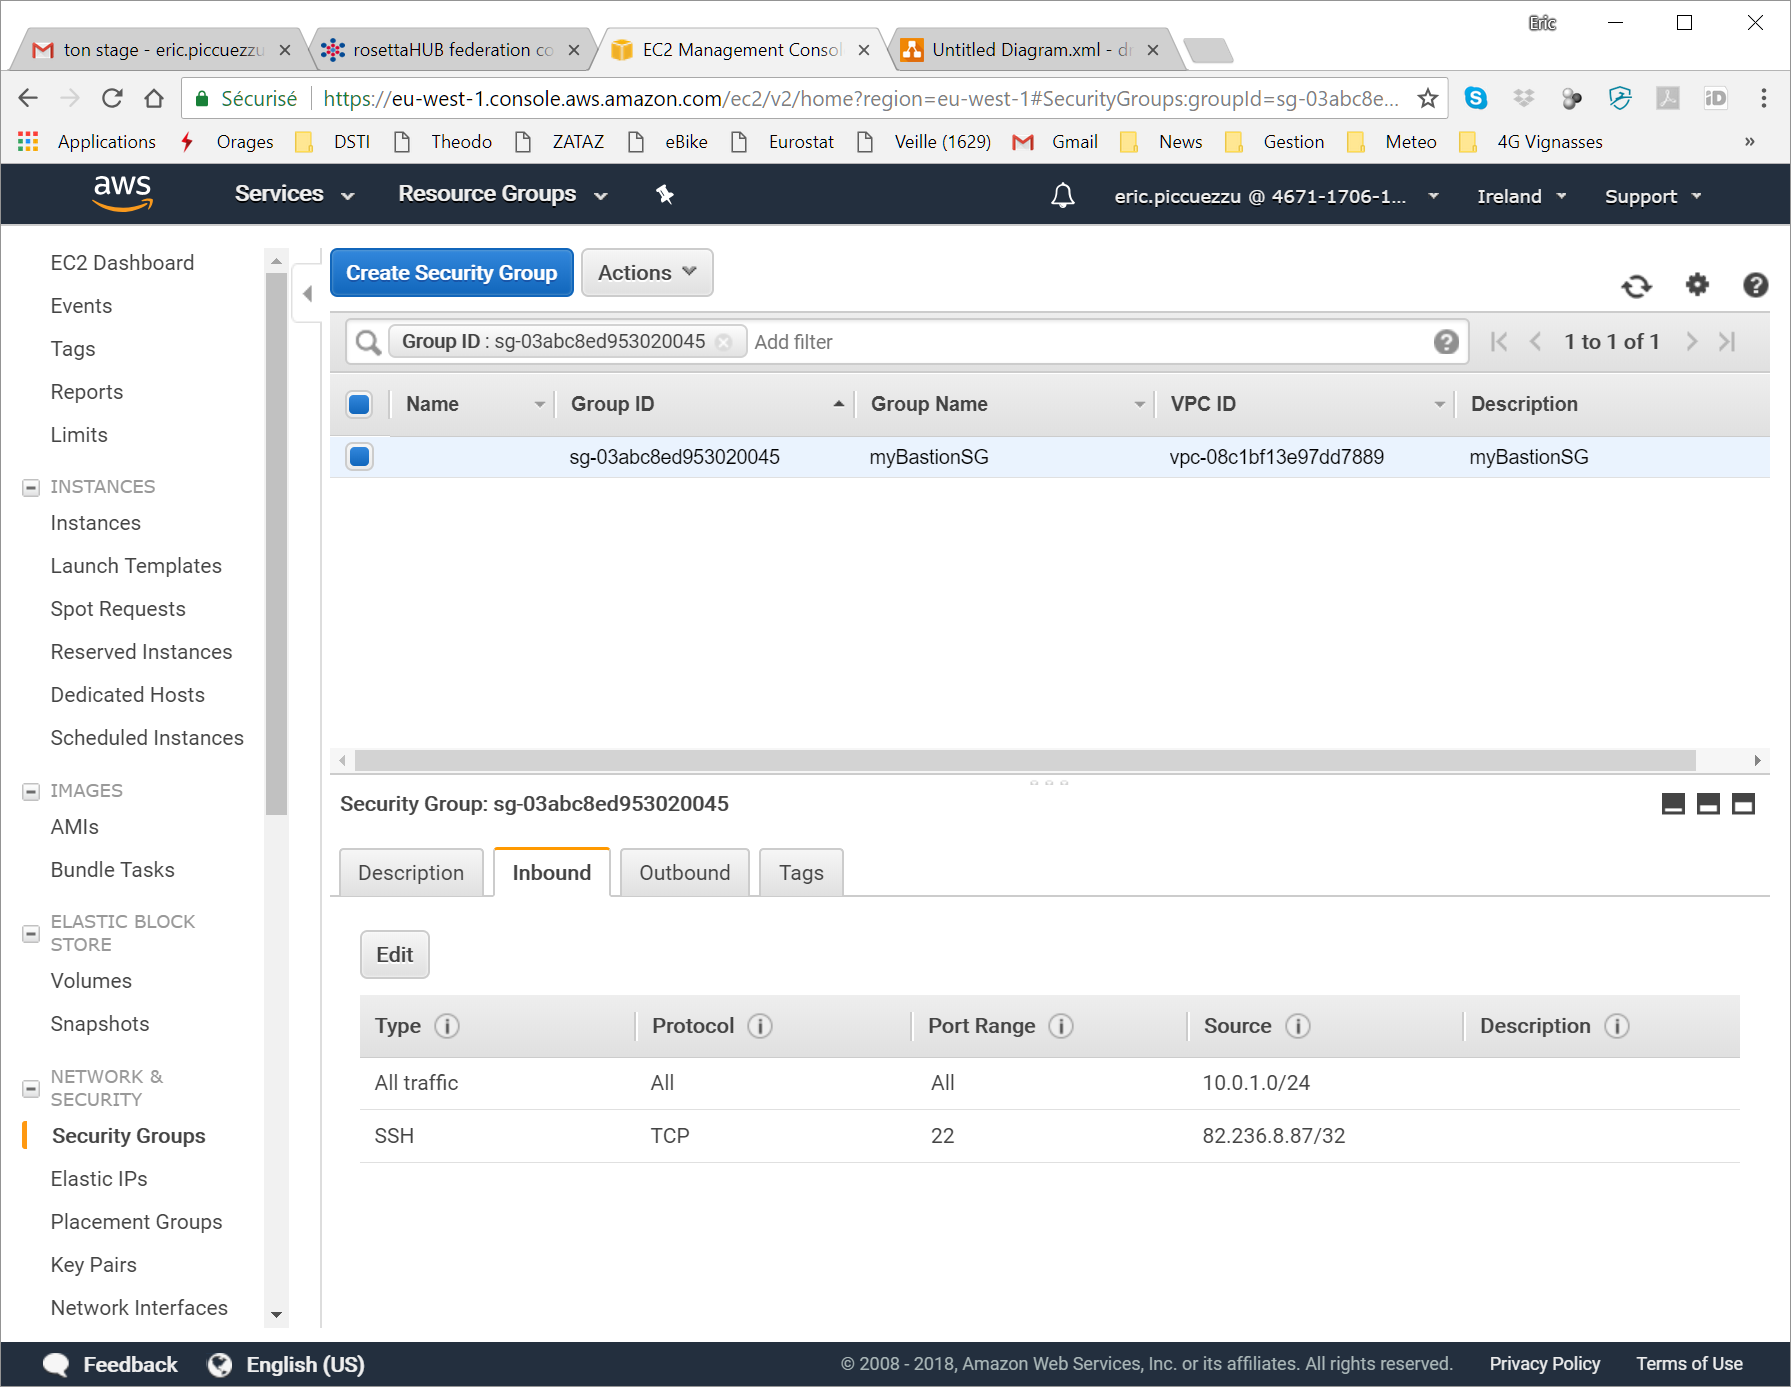 Eric
ton stage - eric.piccuezzu
rosettaHUB federation co
EC2 Management Consol
Untitled Diagram.xml - dr
Sécurisé
https://eu-west-1.console.aws.amazon.com/ec2/v2/home?region=eu-west-1#SecurityGroups:groupId=sg-03abc8e...
Applications
Orages
DSTI
Theodo
ZATAZ
eBike
Eurostat
Veille (1629)
Gmail
News
Gestion
Meteo
4G Vignasses
»
aws
Services
Resource Groups
eric.piccuezzu @ 4671-1706-1...
Ireland
Support
EC2 Dashboard
Events
Tags
Reports
Limits
INSTANCES
Instances
Launch Templates
Spot Requests
Reserved Instances
Dedicated Hosts
Scheduled Instances
IMAGES
AMIs
Bundle Tasks
ELASTIC BLOCK
STORE
Volumes
Snapshots
NETWORK &
SECURITY
Security Groups
Elastic IPs
Placement Groups
Key Pairs
Network Interfaces
Create Security Group
Actions
Group ID : sg-03abc8ed953020045
Add filter
1 to 1 of 1
Name Group ID Group Name VPC ID Description
sg-03abc8ed953020045 myBastionSG vpc-08c1bf13e97dd7889 myBastionSG
Security Group: sg-03abc8ed953020045
Description
Inbound
Outbound
Tags
Edit
Type Protocol Port Range Source Description
All traffic All All 10.0.1.0/24
SSH TCP 22 82.236.8.87/32
Feedback
English (US)
© 2008 - 2018, Amazon Web Services, Inc. or its affiliates. All rights reserved.
Privacy Policy
Terms of Use